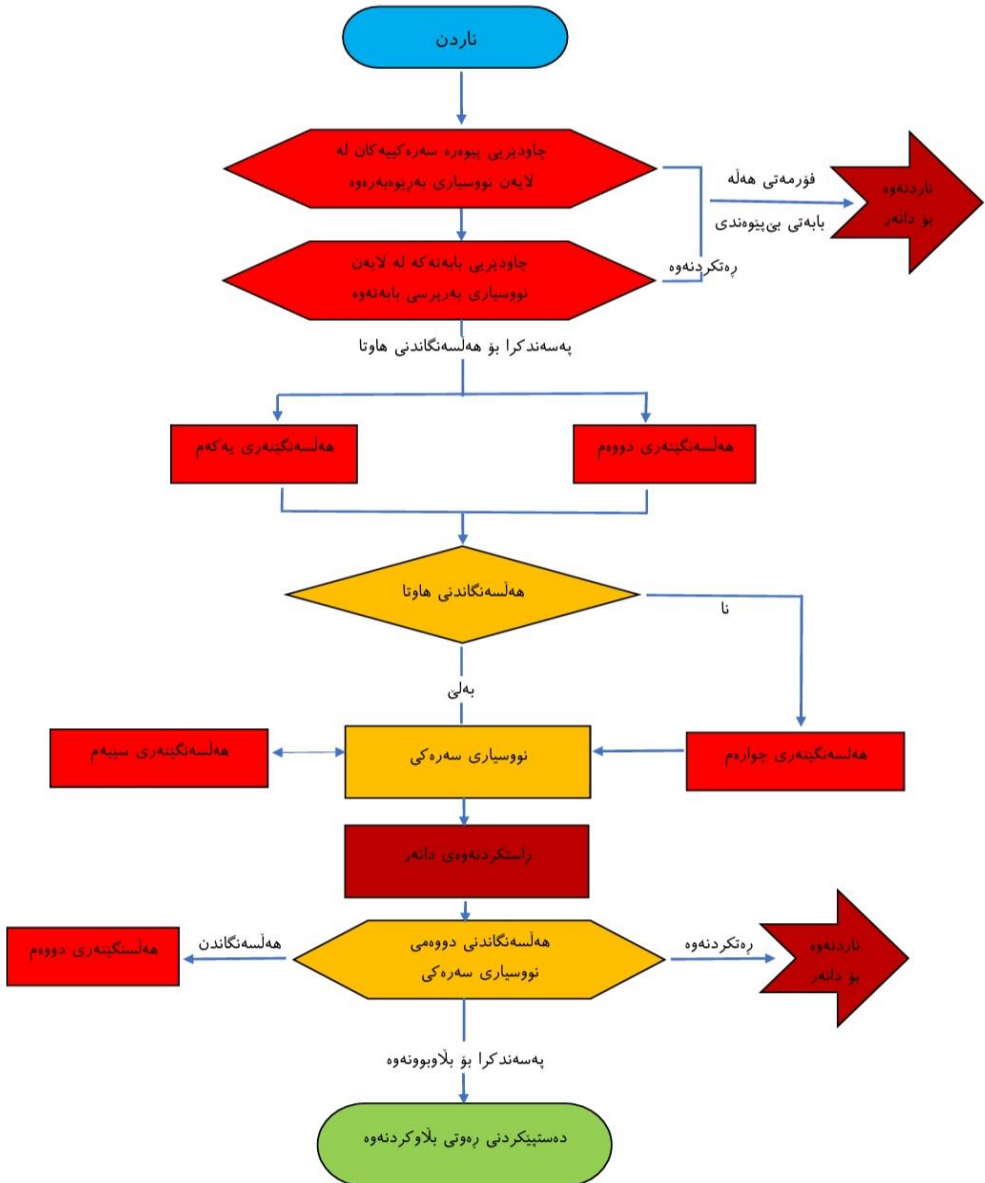 ناردن
چاودێریی پێوەرە سەرەکییەکان لە
لایەن نووسیاری بەڕێوەبەرەوە
فۆرمەتی هەڵە
بابەتی بێ‌پێوەندی
ناردنەوە
بۆ دانەر
چاودێریی بابەتەکە لە لایەن
نووسیاری بەرپرسی بابەتەوە
ڕەتکردنەوە
پەسەندکرا بۆ هەڵسەنگاندنی هاوتا
هەڵسەنگێنەری دووەم
هەڵسەنگێنەری یەکەم
هەڵسەنگاندنی هاوتا
نا
بەلێ
هەڵسەنگێنەری چوارەم
نووسیاری سەرەکی
هەڵسەنگێنەری سێیەم
ڕاستکردنەوەی دانەر
ناردنەوە
بۆ دانەر
ڕەتکردنەوە
هەڵسەنگاندنی دووەمی
نووسیاری سەرەکی
هەڵسەنگاندن
هەڵسنگێنەری دووەم
پەسەندکرا بۆ بڵاوبوونەوە
دەستپێکردنی ڕەوتی بڵاوکردنەوە